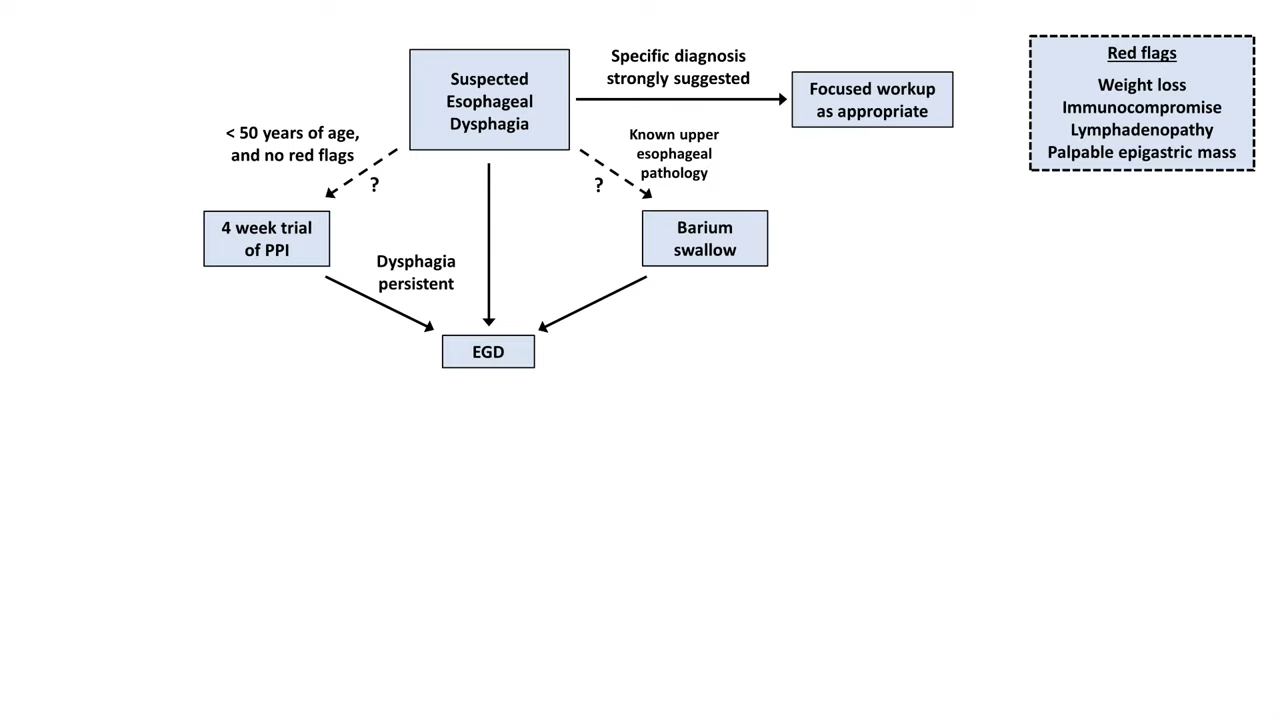 Suspected
Esophageal
Dysphagia
Specific diagnosis
strongly suggested
Focused workup
as appropriate
Red flags
Weight loss
Immunocompromise
Lymphadenopathy
Palpable epigastric mass
< 50 years of age,
and no red flags
?
Known upper
esophageal
pathology
?
4 week trial
of PPI
Dysphagia
persistent
Barium
swallow
EGD